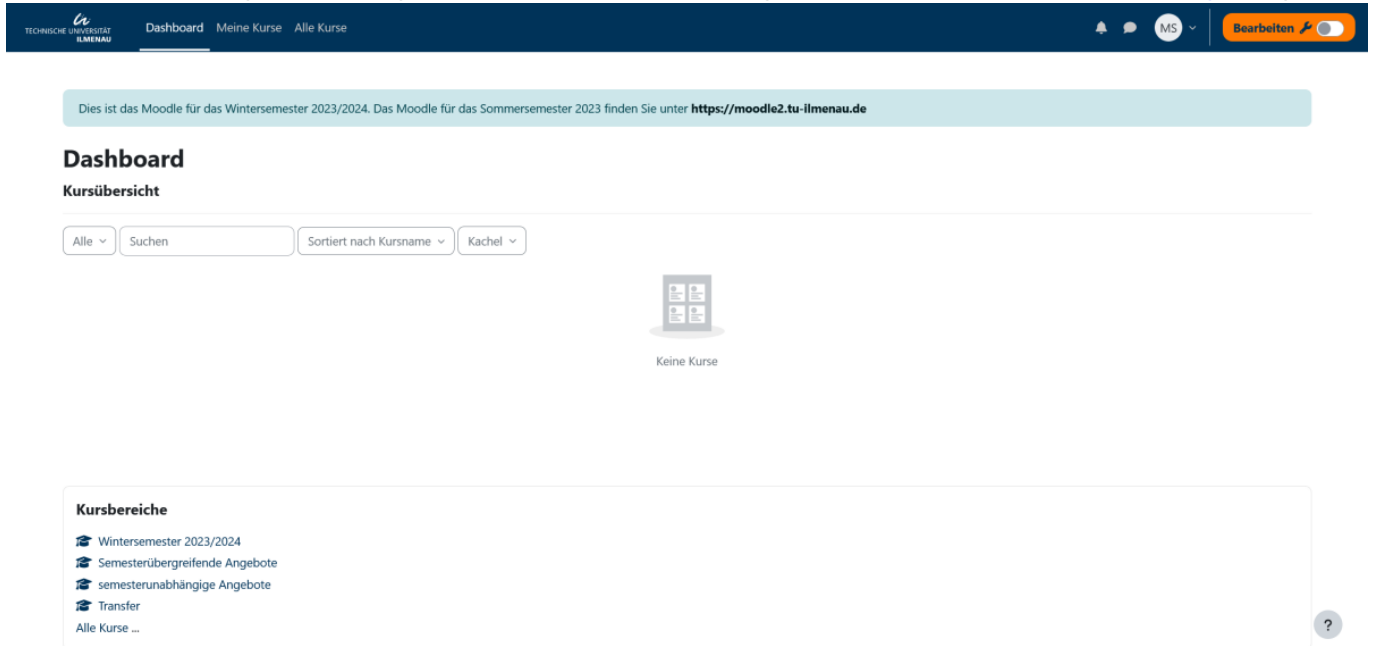 TECHNISCHE UNIVERSITÄT
ILMENAU
Dashboard Meine Kurse Alle Kurse MS Bearbeiten
Dies ist das Moodle für das Wintersemester 2023/2024. Das Moodle für das Sommersemester 2023 finden Sie unter https://moodle2.tu-ilmenau.de
Dashboard
Kursübersicht
Alle Suchen Sortiert nach Kursname Kachel
Keine Kurse
Kursbereiche
Wintersemester 2023/2024
Semesterübergreifende Angebote
semesterunabhängige Angebote
Transfer
Alle Kurse ...
?